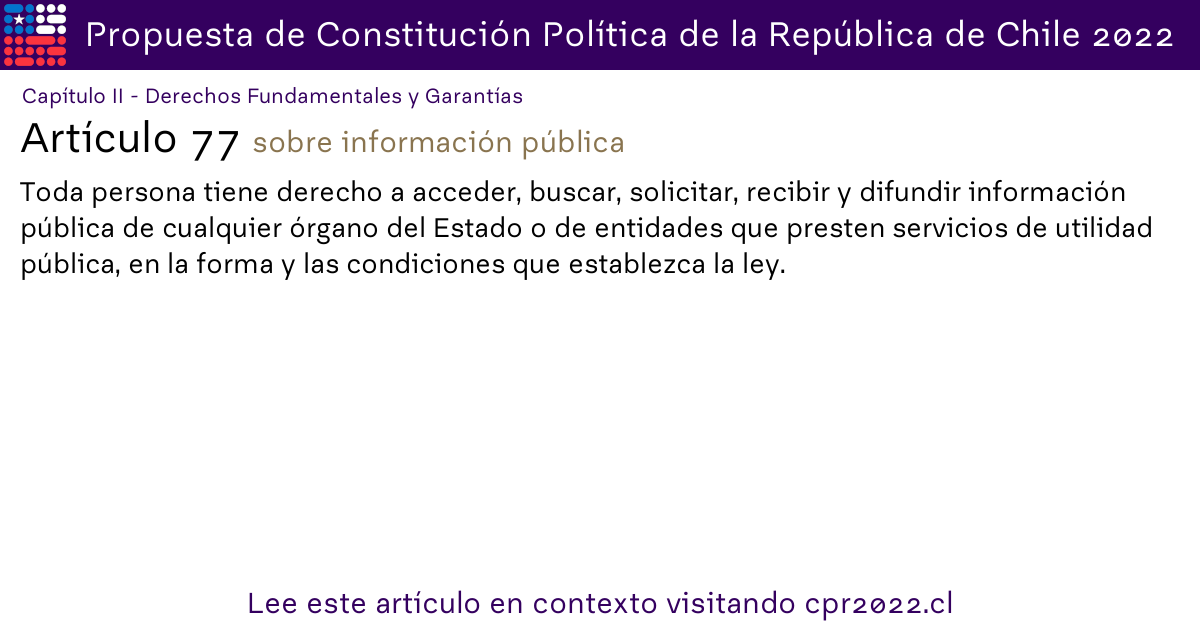 Propuesta de Constitución Política de la República de Chile 2022
Capítulo II - Derechos Fundamentales y Garantías
Artículo 77 sobre información pública
Toda persona tiene derecho a acceder, buscar, solicitar, recibir y difundir información
pública de cualquier órgano del Estado o de entidades que presten servicios de utilidad
pública, en la forma y las condiciones que establezca la ley.
Lee este artículo en contexto visitando cpr2022.cl